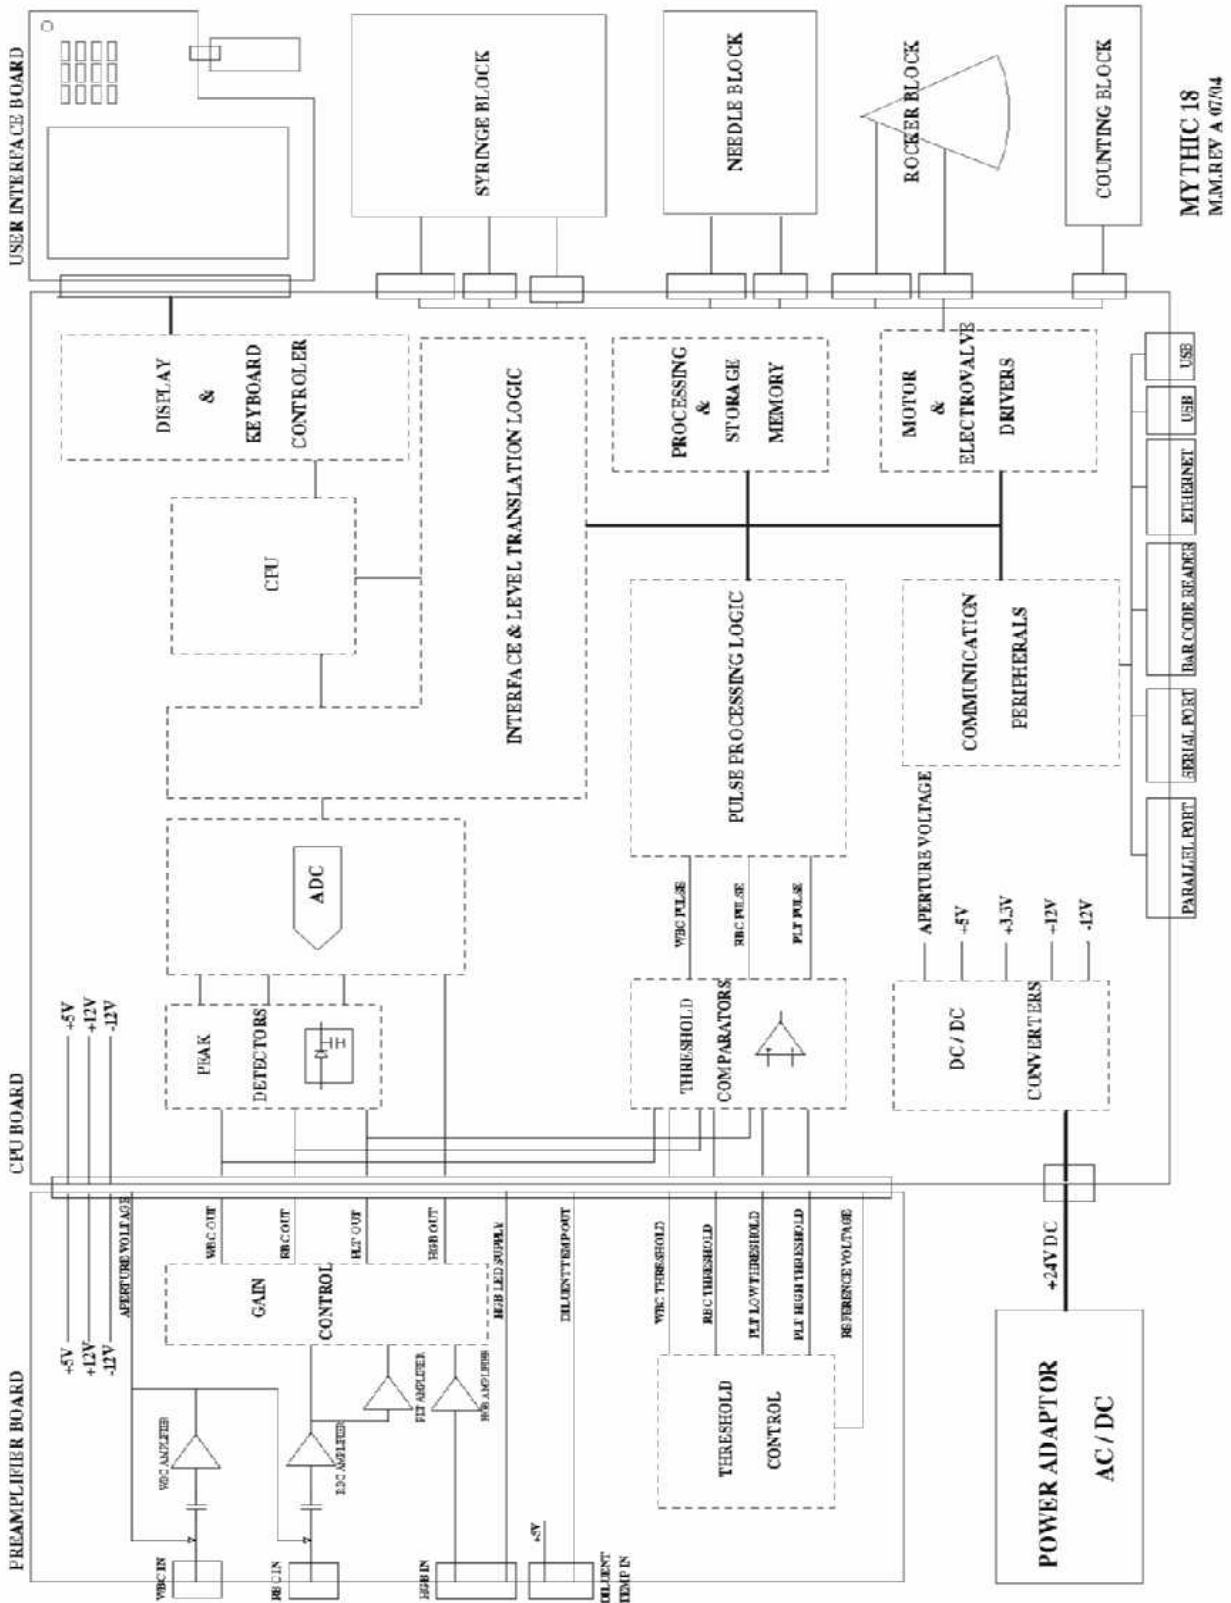 PREAMPLIFIER BOARD
CPU BOARD
USER INTERFACE BOARD
+5V
+12V
-12V
+5V
+12V
-12V
APERTURE VOLTAGE
WBC IN
WBC AMPLIFIER
RBC IN
RBC AMPLIFIER
PLT AMPLIFIER
HGB AMPLIFIER
HGB IN
+5V
DILUENT
TEMP IN
GAIN
CONTROL
WBC OUT
RBC OUT
PLT OUT
HGB OUT
HGB LED SUPPLY
DILUENT TEMP OUT
THRESHOLD
CONTROL
WBC THRESHOLD
RBC THRESHOLD
PLT LOW THRESHOLD
PLT HIGH THRESHOLD
REFERENCE VOLTAGE
POWER ADAPTOR
AC / DC
+24V DC
PEAK
DETECTORS
ADC
THRESHOLD
COMPARATORS
WBC PULSE
RBC PULSE
PLT PULSE
DC / DC
CONVERTERS
APERTURE VOLTAGE
+5V
+3.3V
+12V
-12V
CPU
DISPLAY
&
KEYBOARD
CONTROLER
INTERFACE & LEVEL TRANSLATION LOGIC
PULSE PROCESSING LOGIC
PROCESSING
&
STORAGE
MEMORY
MOTOR
&
ELECTROVALVE
DRIVERS
COMMUNICATION
PERIPHERALS
PARALLEL PORT
SERIAL PORT
BAR CODE READER
ETHERNET
USB
USB
SYRINGE BLOCK
NEEDLE BLOCK
ROCKER BLOCK
COUNTING BLOCK
MYTHIC 18
M.M.REV A 07/04